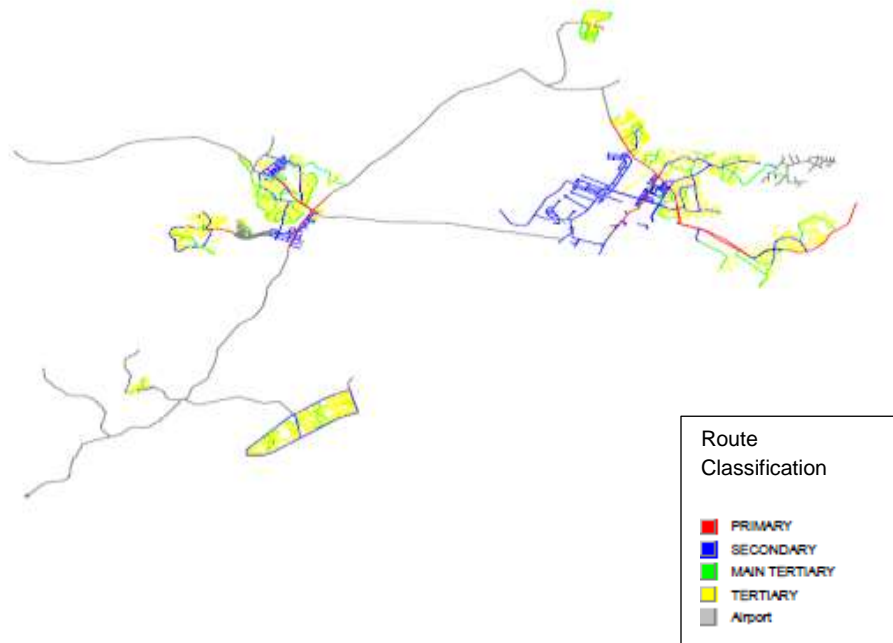 Route
Classification
PRIMARY
SECONDARY
MAIN TERTIARY
TERTIARY
Airport